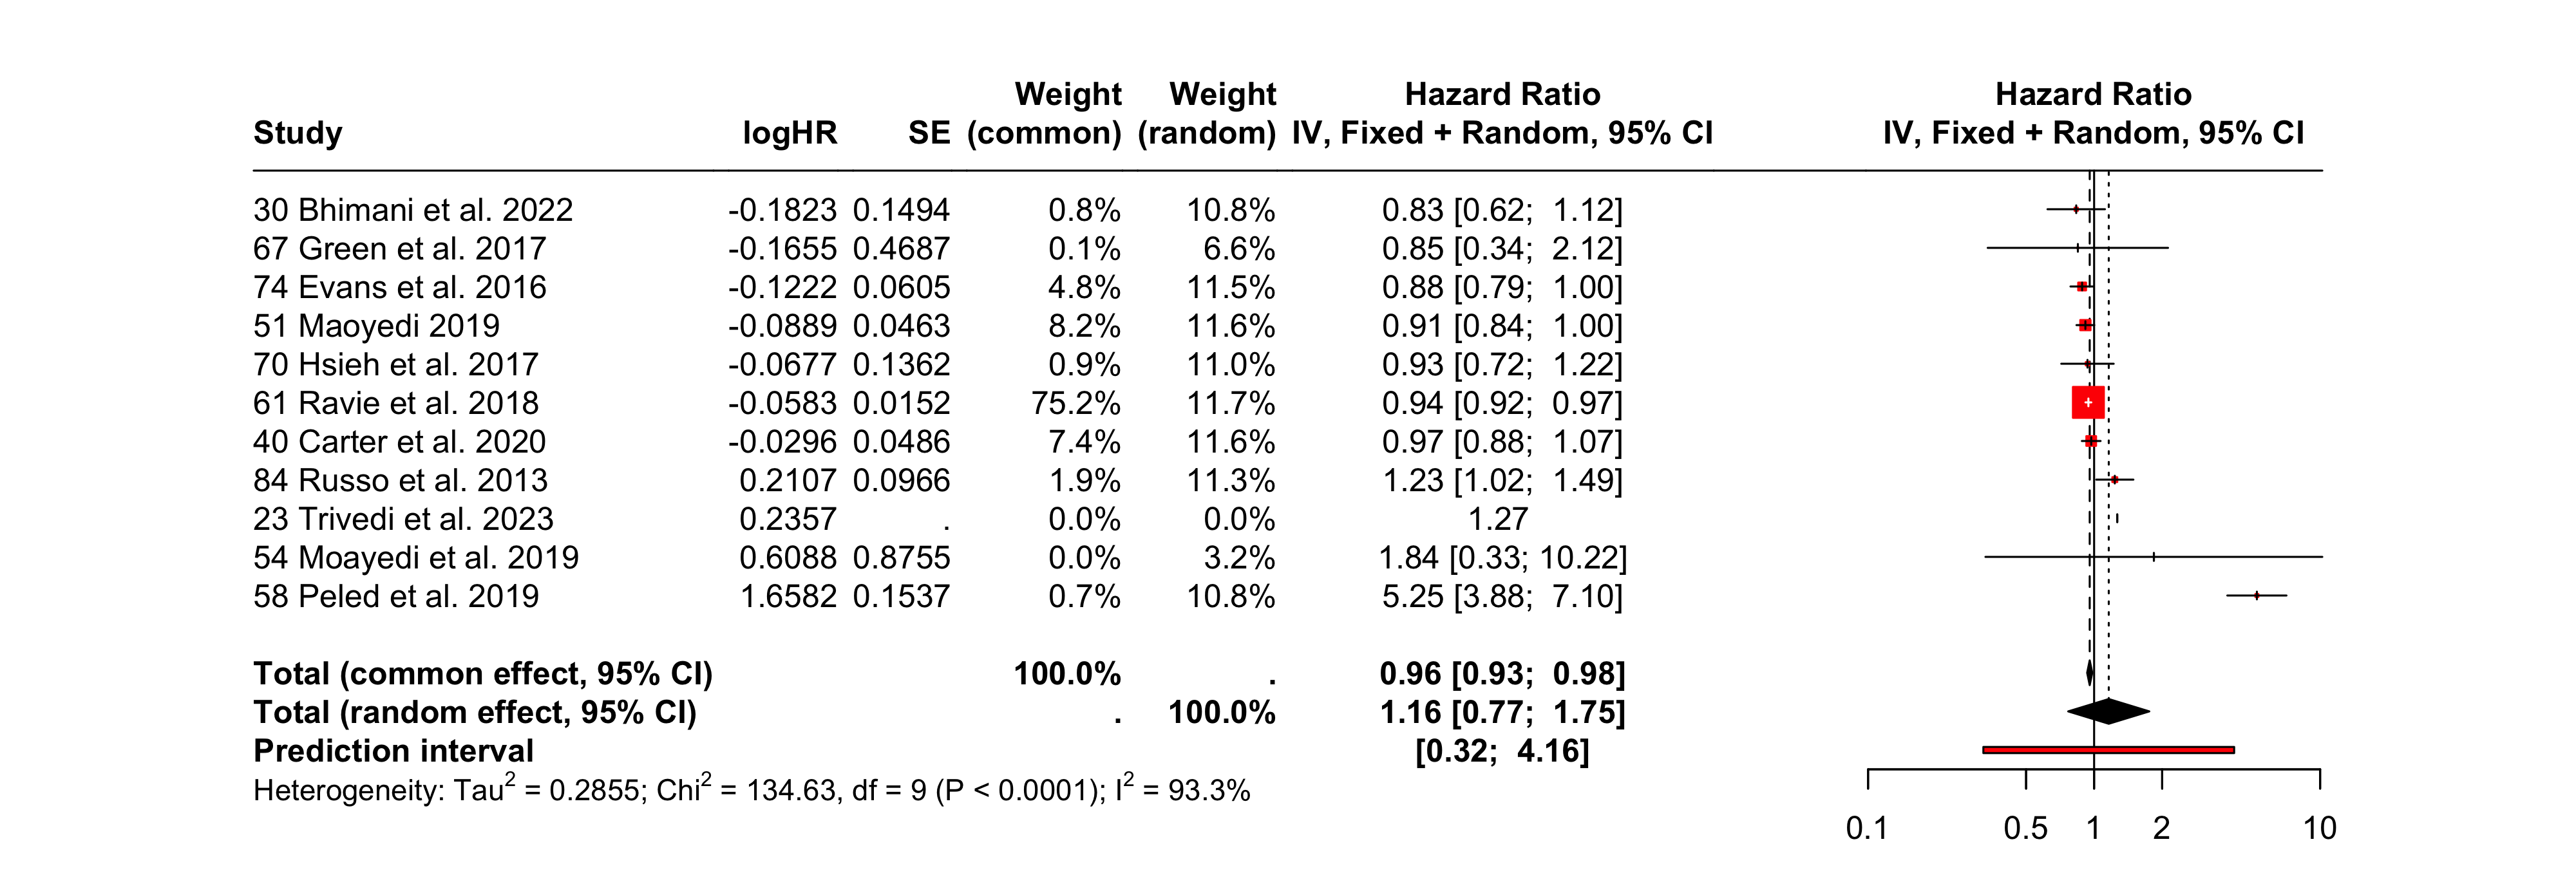 Weight Weight Hazard Ratio Hazard Ratio
Study logHR SE (common) (random) IV, Fixed + Random, 95% CI IV, Fixed + Random, 95% CI
30 Bhimani et al. 2022 -0.1823 0.1494 0.8% 10.8% 0.83 [0.62; 1.12]
67 Green et al. 2017 -0.1655 0.4687 0.1% 6.6% 0.85 [0.34; 2.12]
74 Evans et al. 2016 -0.1222 0.0605 4.8% 11.5% 0.88 [0.79; 1.00]
51 Maoyedi 2019 -0.0889 0.0463 8.2% 11.6% 0.91 [0.84; 1.00]
70 Hsieh et al. 2017 -0.0677 0.1362 0.9% 11.0% 0.93 [0.72; 1.22]
61 Ravie et al. 2018 -0.0583 0.0152 75.2% 11.7% 0.94 [0.92; 0.97]
40 Carter et al. 2020 -0.0296 0.0486 7.4% 11.6% 0.97 [0.88; 1.07]
84 Russo et al. 2013 0.2107 0.0966 1.9% 11.3% 1.23 [1.02; 1.49]
23 Trivedi et al. 2023 0.2357 . 0.0% 0.0% 1.27
54 Moayedi et al. 2019 0.6088 0.8755 0.0% 3.2% 1.84 [0.33; 10.22]
58 Peled et al. 2019 1.6582 0.1537 0.7% 10.8% 5.25 [3.88; 7.10]
Total (common effect, 95% CI) 100.0% . 0.96 [0.93; 0.98]
Total (random effect, 95% CI) . 100.0% 1.16 [0.77; 1.75]
Prediction interval [0.32; 4.16]
Heterogeneity: Tau² = 0.2855; Chi² = 134.63, df = 9 (P < 0.0001); I² = 93.3%
0.1 0.5 1 2 10